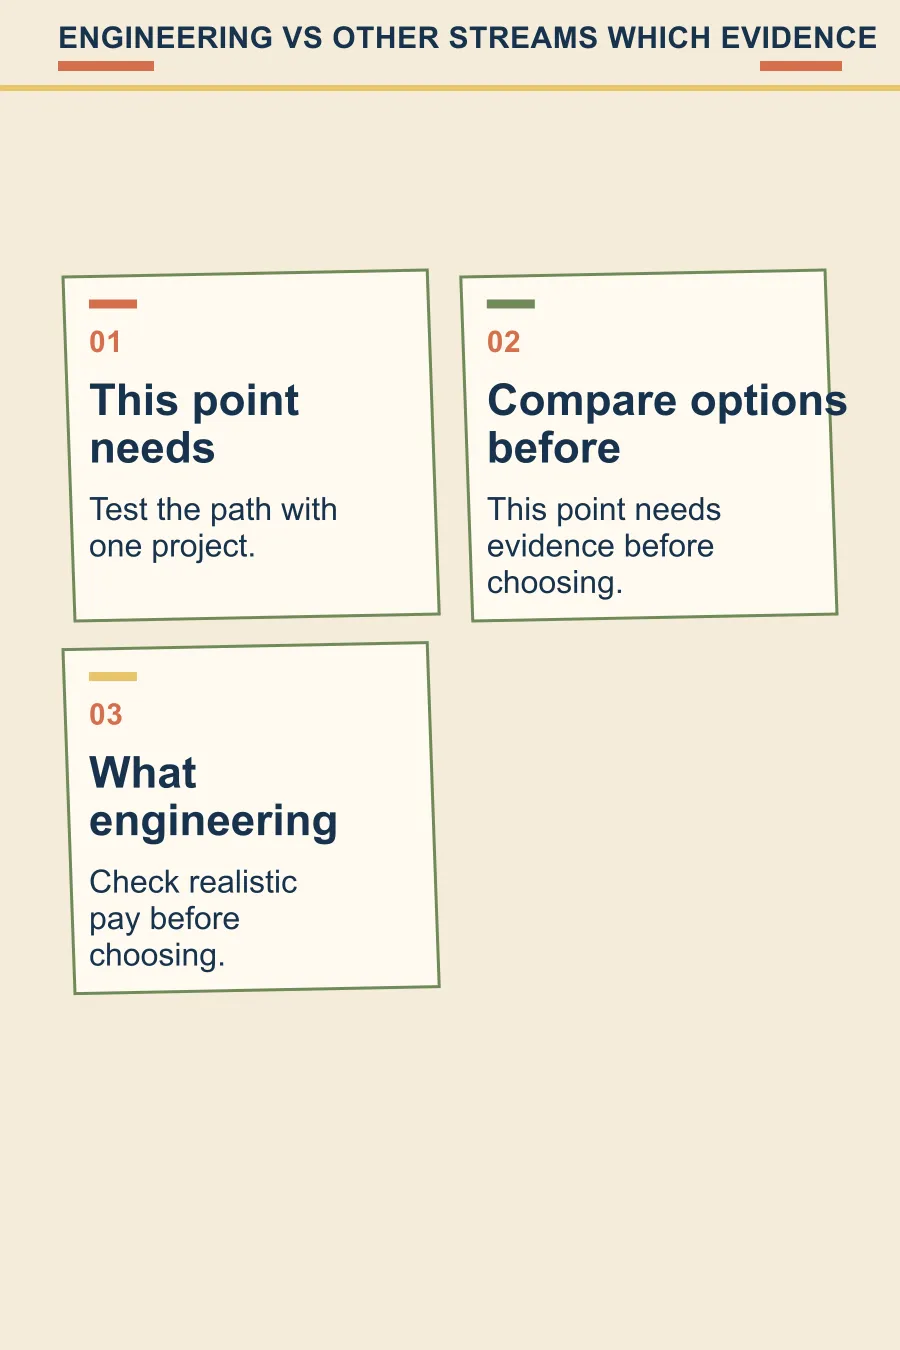 ENGINEERING VS OTHER STREAMS WHICH EVIDENCE
01
This point
needs
Test the path with
one project.
02
Compare options
before
This point needs
evidence before
choosing.
03
What
engineering
Check realistic
pay before
choosing.